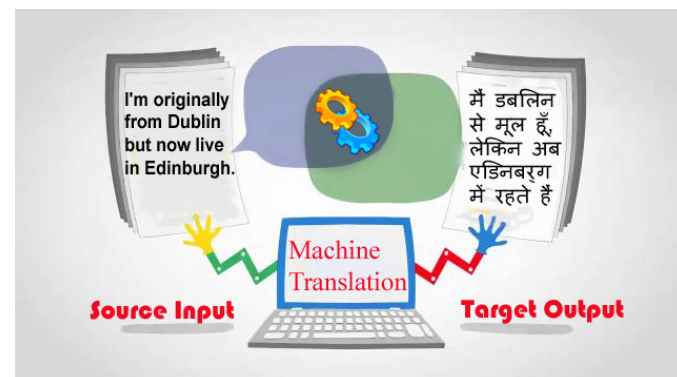 I'm originally
from Dublin
but now live
in Edinburgh.
मैं डबलिन
से मूल हूँ,
लेकिन अब
एडिनबर्ग
में रहते हैं
Machine
Translation
Source Input
Target Output